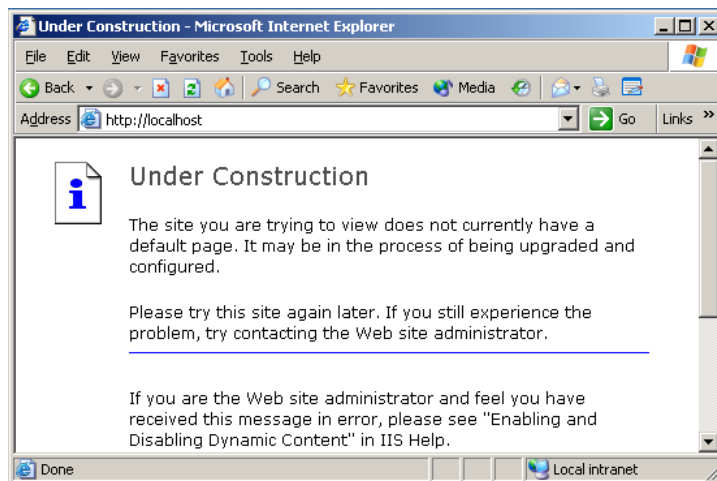 Under Construction - Microsoft Internet Explorer
File Edit View Favorites Tools Help
Back Search Favorites Media
Address http://localhost Go Links »
i Under Construction
The site you are trying to view does not currently have a
default page. It may be in the process of being upgraded and
configured.
Please try this site again later. If you still experience the
problem, try contacting the Web site administrator.
If you are the Web site administrator and feel you have
received this message in error, please see "Enabling and
Disabling Dynamic Content" in IIS Help.
Done Local intranet